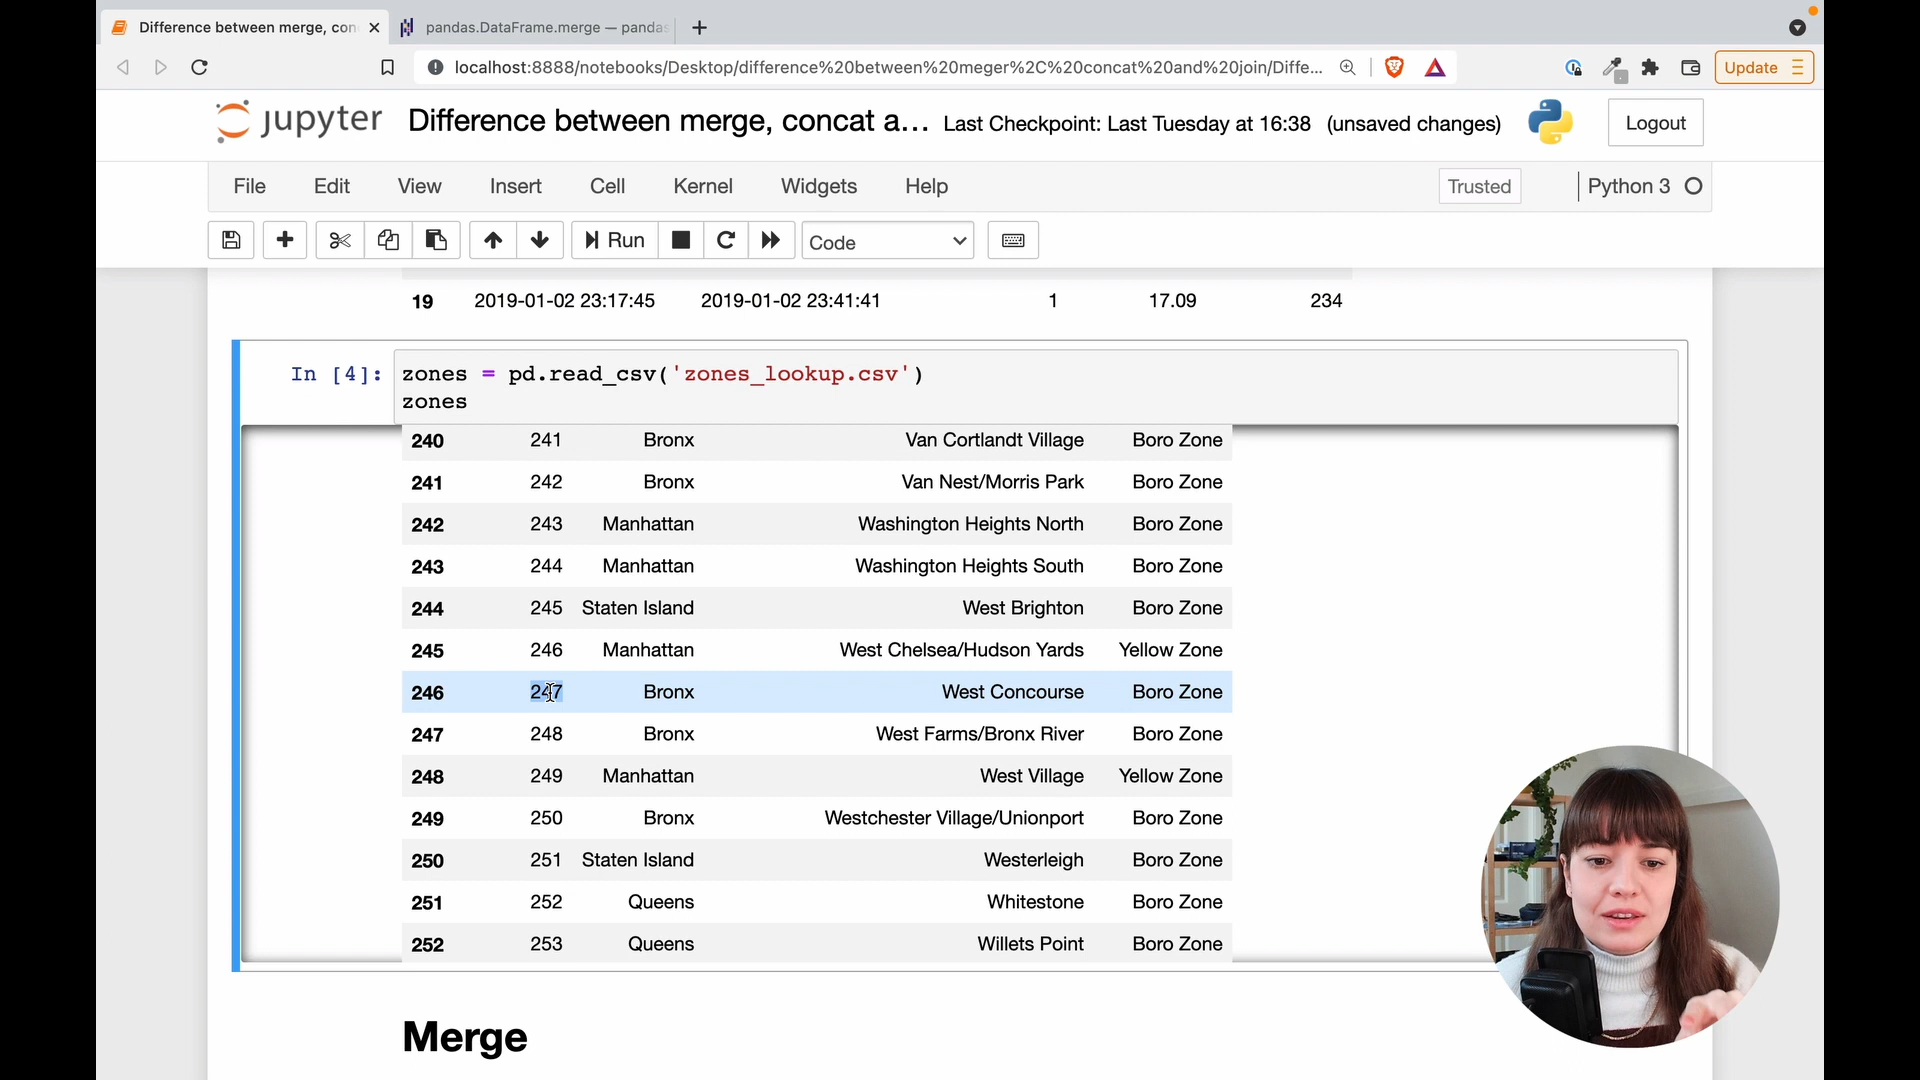 Difference between merge, con
pandas.DataFrame.merge — pandas
localhost:8888/notebooks/Desktop/difference%20between%20meger%2C%20concat%20and%20join/Diffe...
Update
jupyter Difference between merge, concat a... Last Checkpoint: Last Tuesday at 16:38 (unsaved changes)
Logout
File Edit View Insert Cell Kernel Widgets Help
Trusted
Python 3
Run
Code
19 2019-01-02 23:17:45 2019-01-02 23:41:41 1 17.09 234
In [4]: zones = pd.read_csv('zones_lookup.csv')
zones
240 241 Bronx Van Cortlandt Village Boro Zone
241 242 Bronx Van Nest/Morris Park Boro Zone
242 243 Manhattan Washington Heights North Boro Zone
243 244 Manhattan Washington Heights South Boro Zone
244 245 Staten Island West Brighton Boro Zone
245 246 Manhattan West Chelsea/Hudson Yards Yellow Zone
246 247 Bronx West Concourse Boro Zone
247 248 Bronx West Farms/Bronx River Boro Zone
248 249 Manhattan West Village Yellow Zone
249 250 Bronx Westchester Village/Unionport Boro Zone
250 251 Staten Island Westerleigh Boro Zone
251 252 Queens Whitestone Boro Zone
252 253 Queens Willets Point Boro Zone
Merge